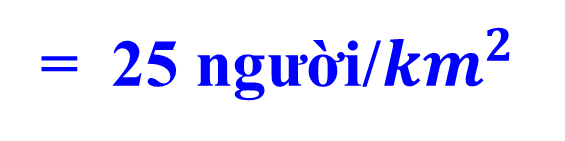 = 25 người/km²